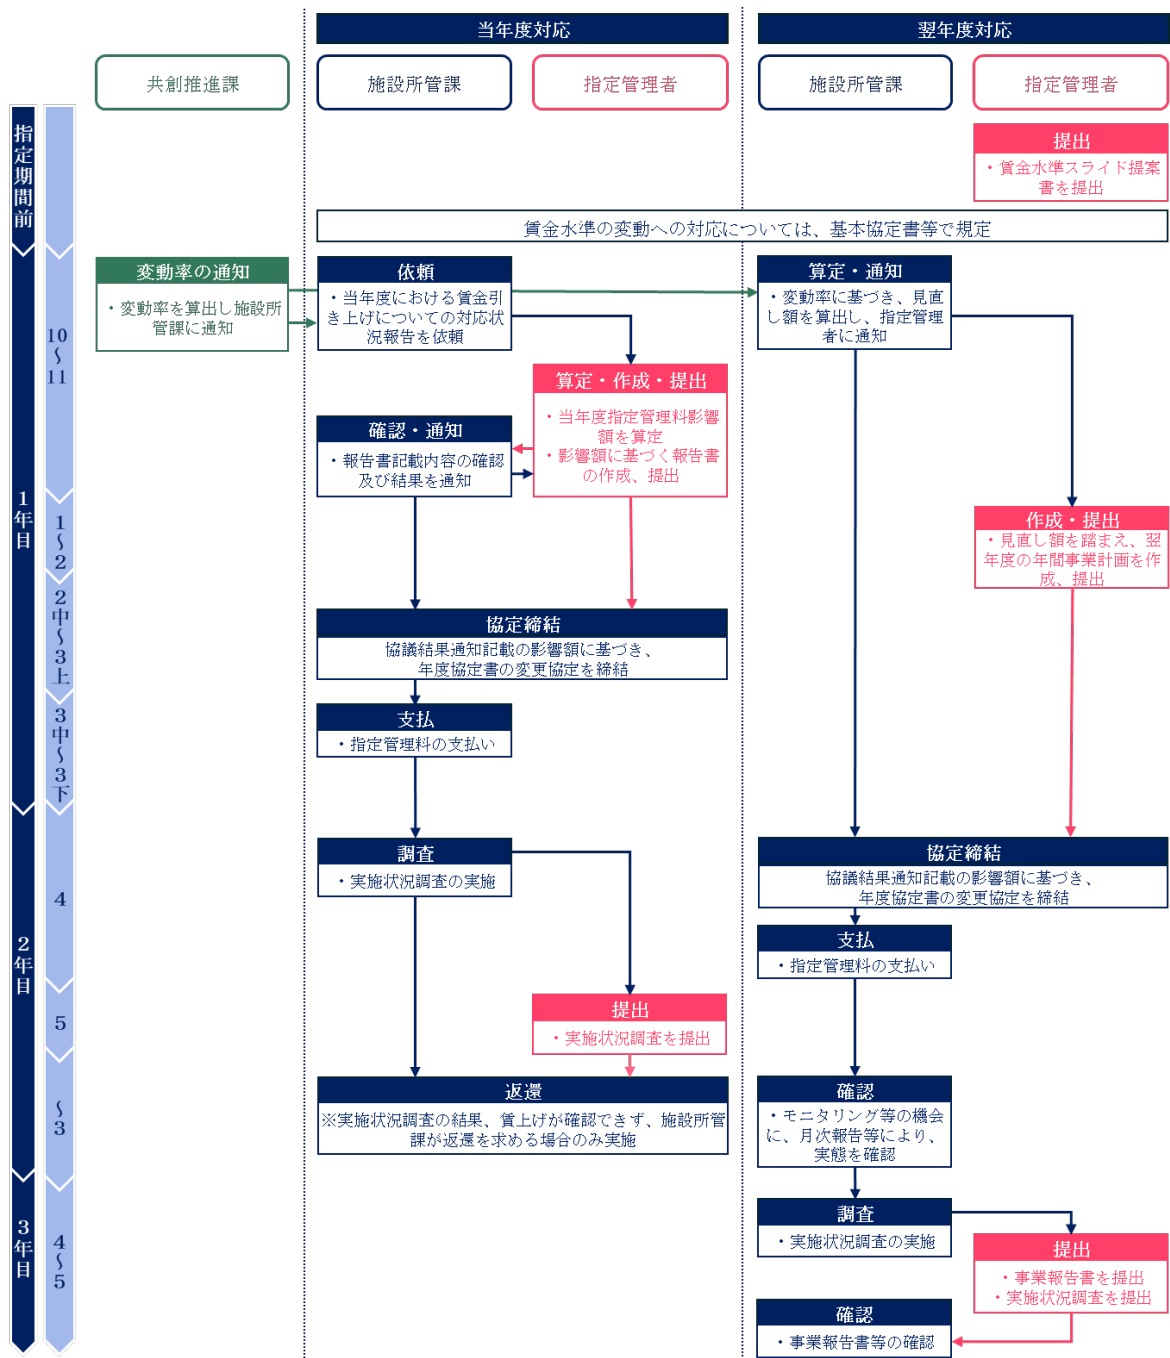 当年度対応
翌年度対応
共創推進課
施設所管課
指定管理者
施設所管課
指定管理者
指定期間前
提出
・賃金水準スライド提案
書を提出
賃金水準の変動への対応については、基本協定書等で規定
1年目
10～11
変動率の通知
・変動率を算出し施設所
管課に通知
依頼
・当年度における賃金引
き上げについての対応状
況報告を依頼
算定・通知
・変動率に基づき、見直
し額を算出し、指定管理
者に通知
算定・作成・提出
・当年度指定管理料影響
額を算定
・影響額に基づく報告書
の作成、提出
確認・通知
・報告書記載内容の確認
及び結果を通知
1～2
作成・提出
・見直し額を踏まえ、翌
年度の年間事業計画を作
成、提出
2中～3上
協定締結
協議結果通知記載の影響額に基づき、
年度協定書の変更協定を締結
3中～3下
支払
・指定管理料の支払い
2年目
4
調査
・実施状況調査の実施
協定締結
協議結果通知記載の影響額に基づき、
年度協定書の変更協定を締結
支払
・指定管理料の支払い
5
提出
・実施状況調査を提出
～3
返還
※実施状況調査の結果、賃上げが確認できず、施設所管
課が返還を求める場合のみ実施
確認
・モニタリング等の機会
に、月次報告等により、
実態を確認
3年目
4～5
調査
・実施状況調査の実施
提出
・事業報告書を提出
・実施状況調査を提出
確認
・事業報告書等の確認